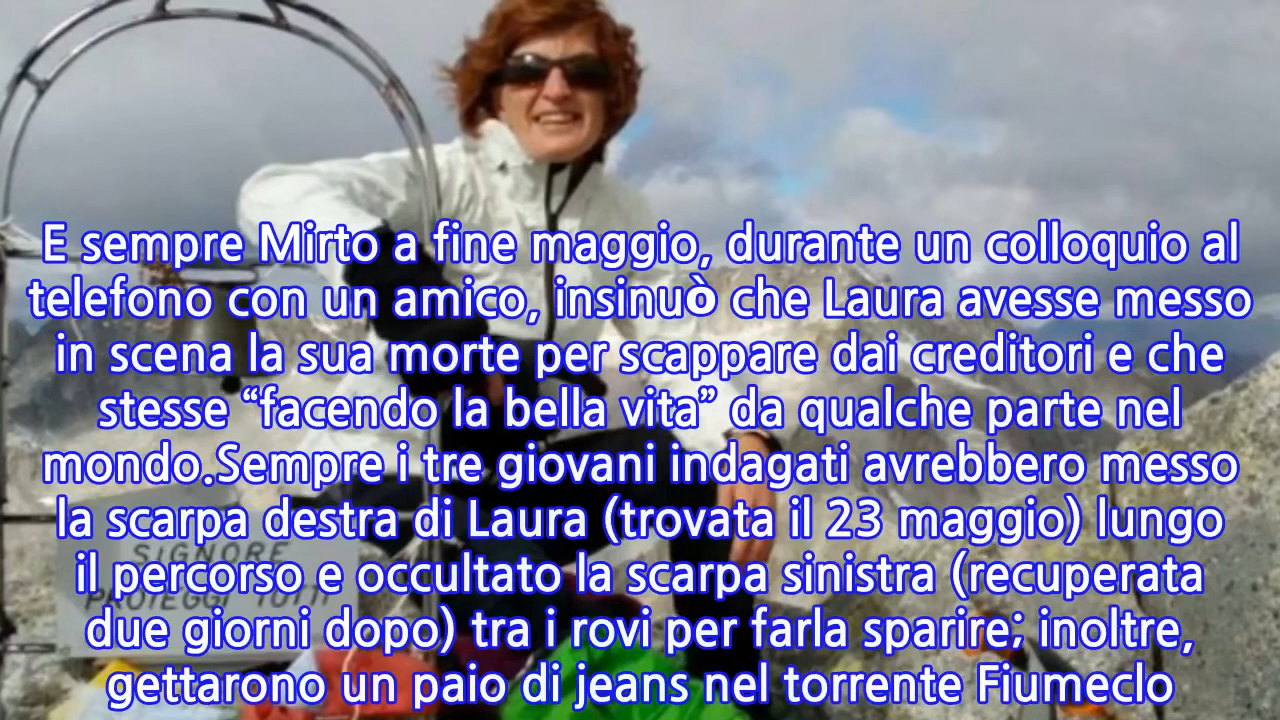 E sempre Mirto a fine maggio, durante un colloquio al
telefono con un amico, insinuò che Laura avesse messo
in scena la sua morte per scappare dai creditori e che
stesse “facendo la bella vita” da qualche parte nel
mondo.Sempre i tre giovani indagati avrebbero messo
la scarpa destra di Laura (trovata il 23 maggio) lungo
il percorso e occultato la scarpa sinistra (recuperata
due giorni dopo) tra i rovi per farla sparire; inoltre,
gettarono un paio di jeans nel torrente Fiumeclo
SIGNORE
PROTEGGI TUTTI